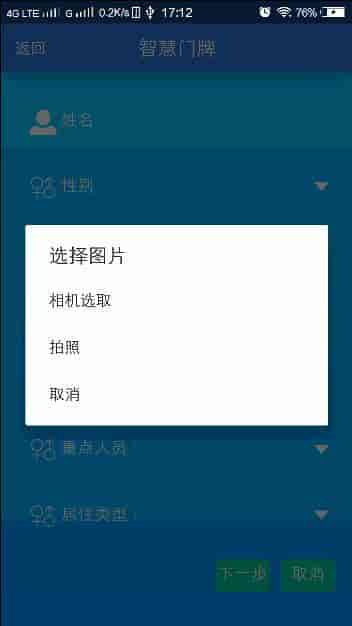 4G LTE G 0.2K/s 17:12 76%
返回 智慧门牌
姓名
性别
选择图片
相机选取
拍照
取消
重点人员
居住类型
下一步 取消